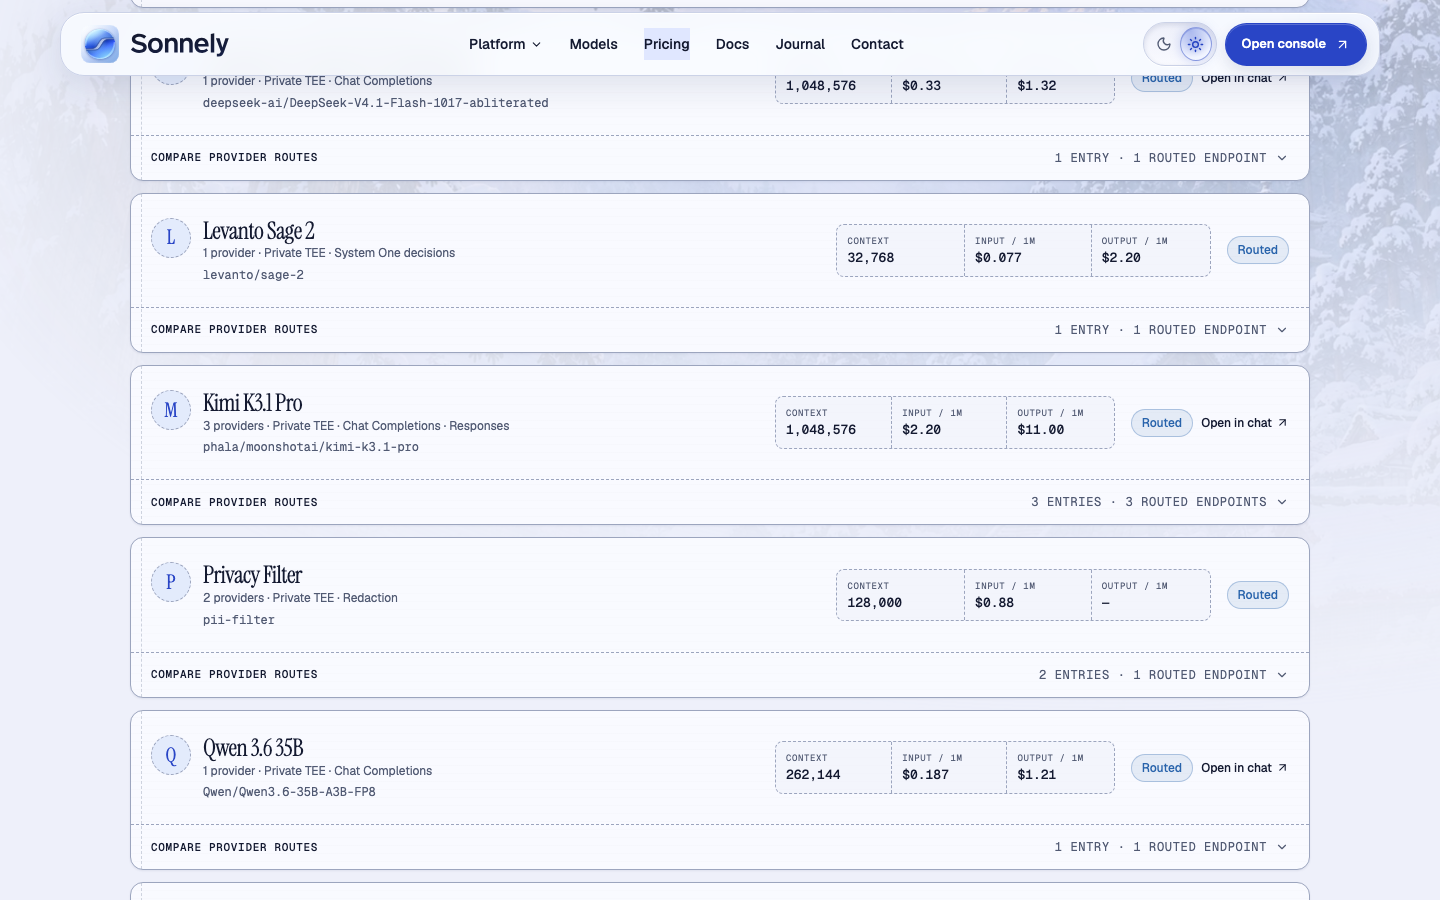 Sonnely
Platform
Models
Pricing
Docs
Journal
Contact
Open console
1 provider · Private TEE · Chat Completions
deepseek-ai/DeepSeek-V4.1-Flash-1017-abliterated
1,048,576
$0.33
$1.32
Routed
Open in chat
COMPARE PROVIDER ROUTES
1 ENTRY · 1 ROUTED ENDPOINT
L
Levanto Sage 2
1 provider · Private TEE · System One decisions
levanto/sage-2
CONTEXT
32,768
INPUT / 1M
$0.077
OUTPUT / 1M
$2.20
Routed
COMPARE PROVIDER ROUTES
1 ENTRY · 1 ROUTED ENDPOINT
M
Kimi K3.1 Pro
3 providers · Private TEE · Chat Completions · Responses
phala/moonshotai/kimi-k3.1-pro
CONTEXT
1,048,576
INPUT / 1M
$2.20
OUTPUT / 1M
$11.00
Routed
Open in chat
COMPARE PROVIDER ROUTES
3 ENTRIES · 3 ROUTED ENDPOINTS
P
Privacy Filter
2 providers · Private TEE · Redaction
pii-filter
CONTEXT
128,000
INPUT / 1M
$0.88
OUTPUT / 1M
—
Routed
COMPARE PROVIDER ROUTES
2 ENTRIES · 1 ROUTED ENDPOINT
Q
Qwen 3.6 35B
1 provider · Private TEE · Chat Completions
Qwen/Qwen3.6-35B-A3B-FP8
CONTEXT
262,144
INPUT / 1M
$0.187
OUTPUT / 1M
$1.21
Routed
Open in chat
COMPARE PROVIDER ROUTES
1 ENTRY · 1 ROUTED ENDPOINT